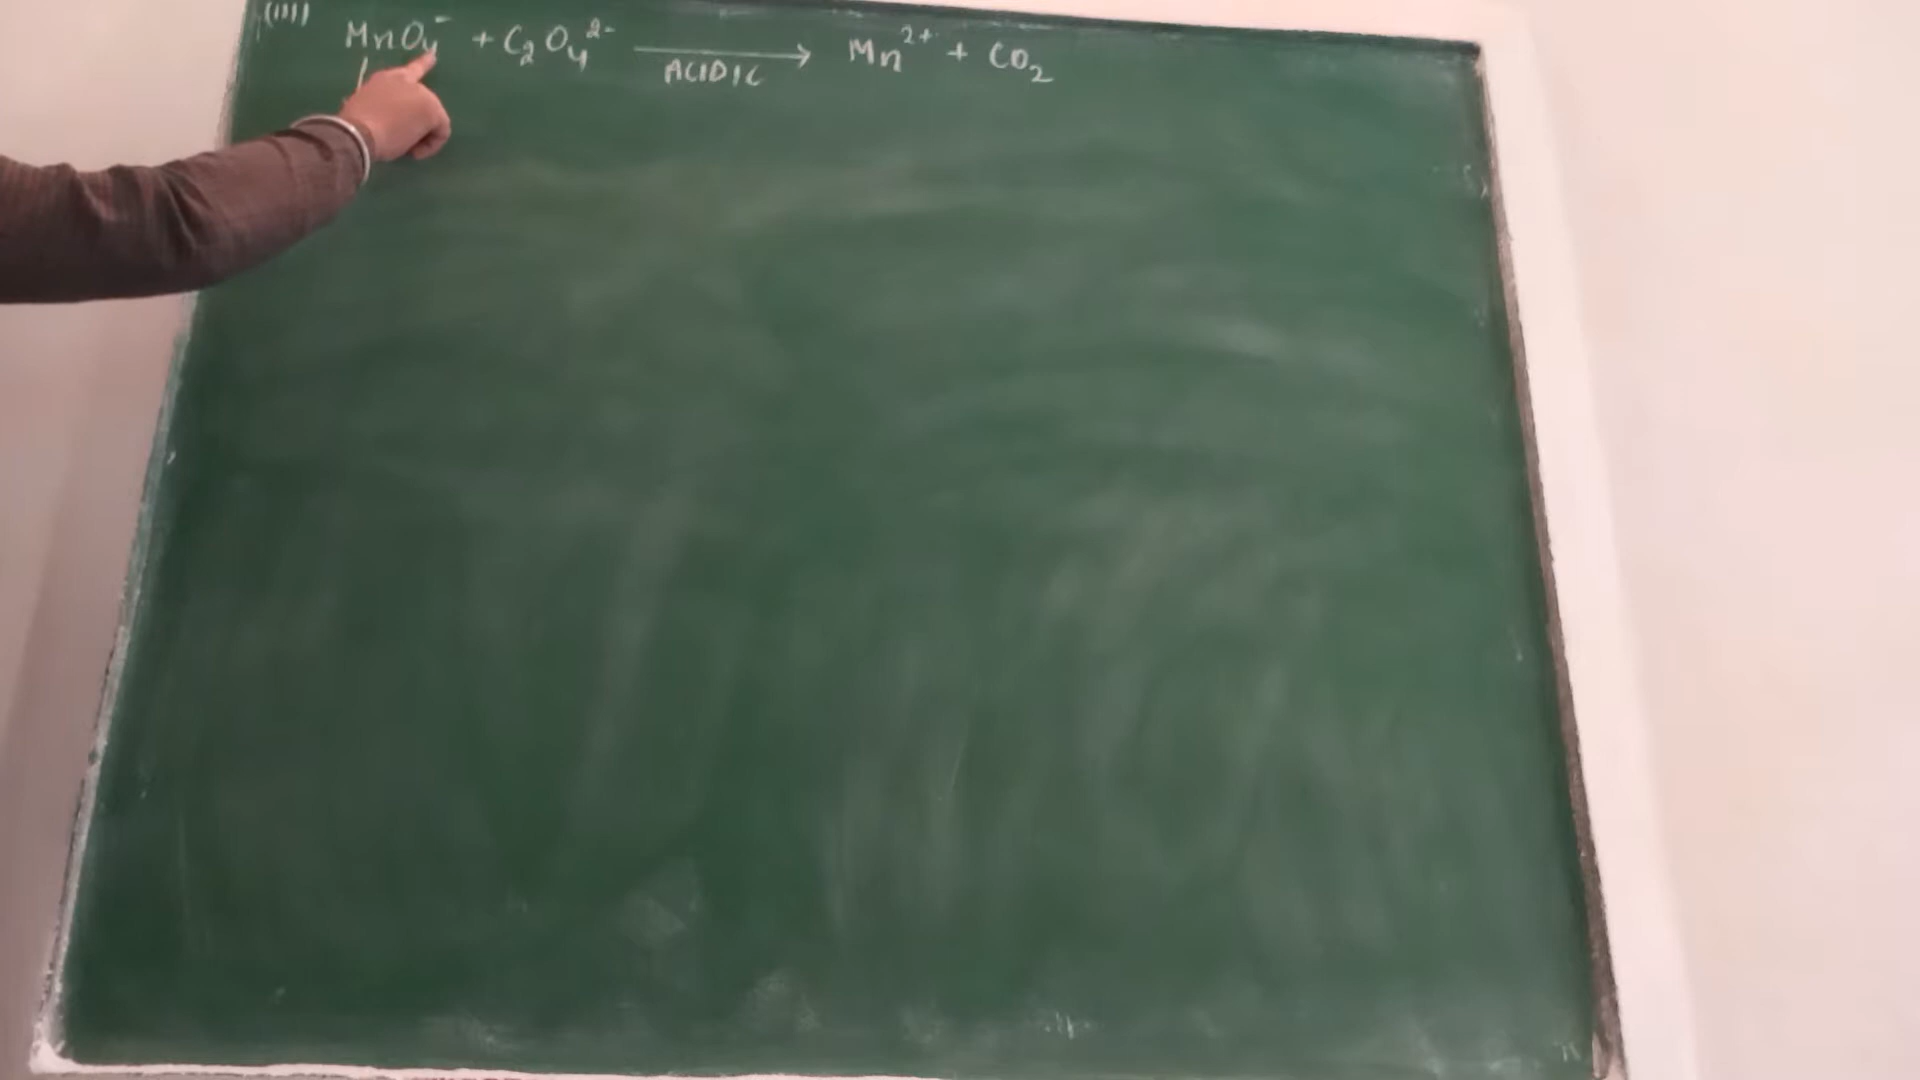 (III) MnO₄⁻ + C₂O₄²⁻ ⟶ Mn²⁺ + CO₂
ACIDIC